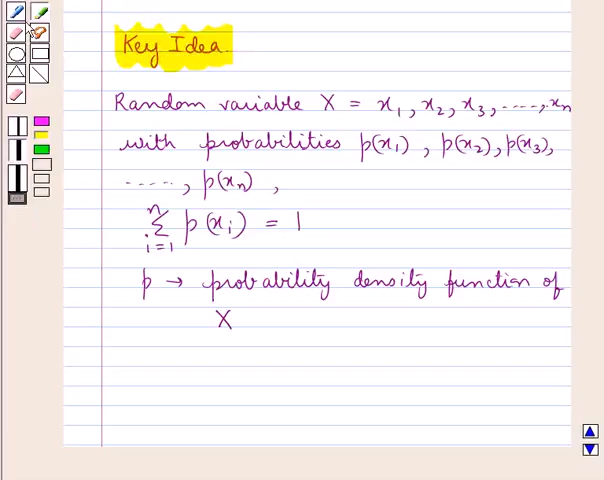 Key Idea.
Random variable X = x₁, x₂, x₃, ....., xₙ
with probabilities p(x₁), p(x₂), p(x₃),
....., p(xₙ),
n
∑ p(xᵢ) = 1
i=1
p → probability density function of
X